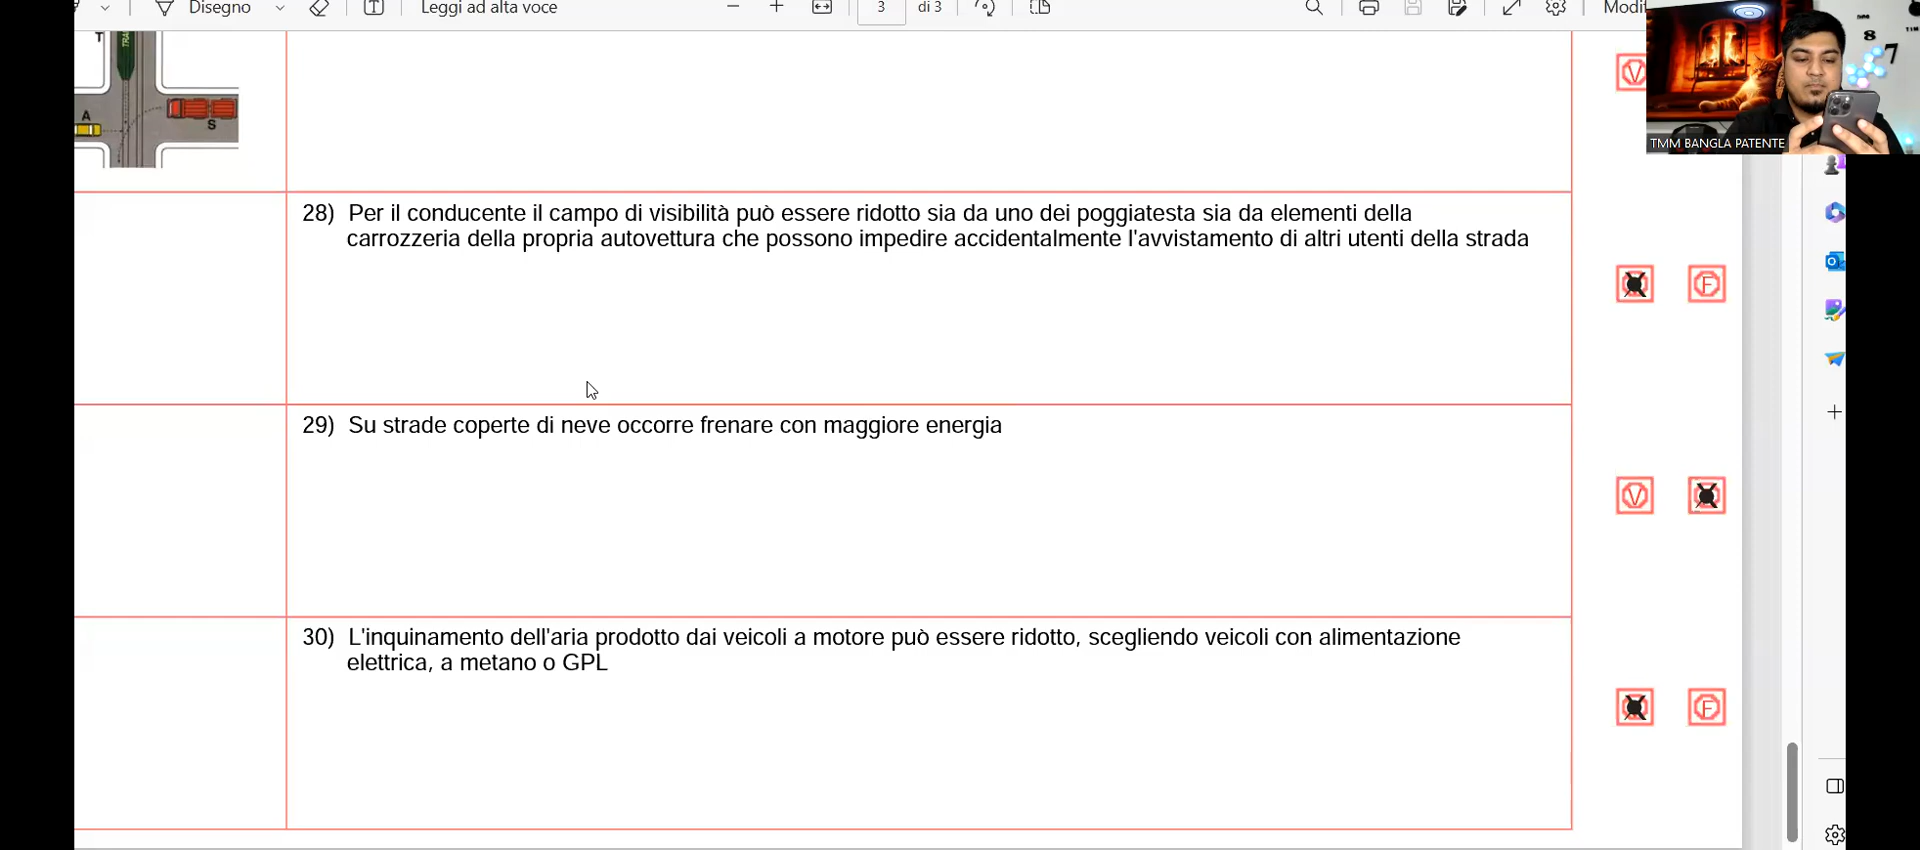 Disegno
Leggi ad alta voce
3
di 3
T
A
S
V
8
7
TMM BANGLA PATENTE
28) Per il conducente il campo di visibilità può essere ridotto sia da uno dei poggiatesta sia da elementi della
carrozzeria della propria autovettura che possono impedire accidentalmente l'avvistamento di altri utenti della strada
F
29) Su strade coperte di neve occorre frenare con maggiore energia
V
30) L'inquinamento dell'aria prodotto dai veicoli a motore può essere ridotto, scegliendo veicoli con alimentazione
elettrica, a metano o GPL
F